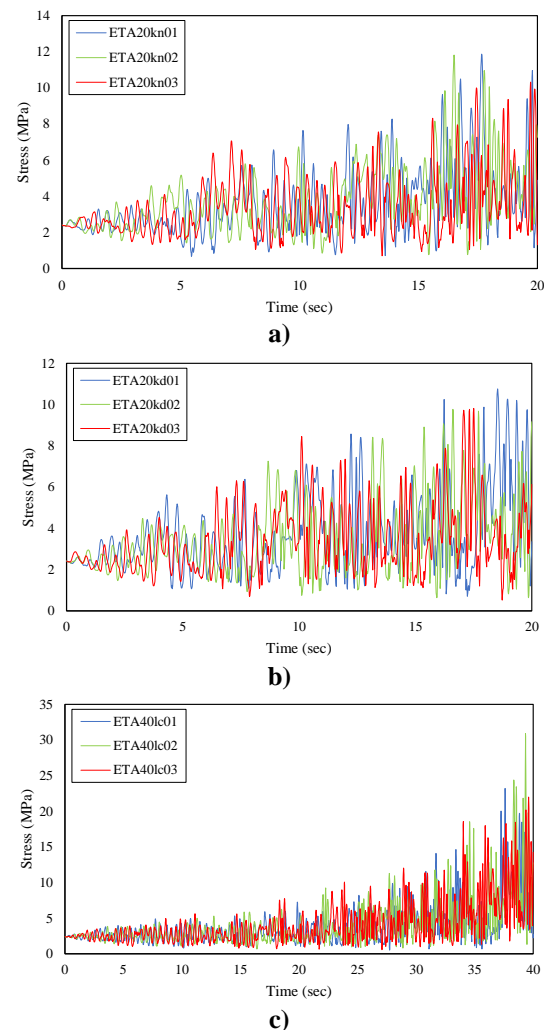 14
12
10
8
6
4
2
0
Stress (MPa)
ETA20kn01
ETA20kn02
ETA20kn03
0 5 10 15 20
Time (sec)
a)
12
10
8
6
4
2
0
Stress (MPa)
ETA20kd01
ETA20kd02
ETA20kd03
0 5 10 15 20
Time (sec)
b)
35
30
25
20
15
10
5
0
Stress (MPa)
ETA40lc01
ETA40lc02
ETA40lc03
0 5 10 15 20 25 30 35 40
Time (sec)
c)